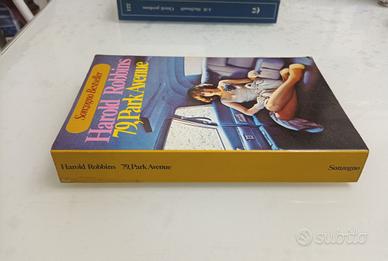 Sonzogno Bestseller
Harold Robbins
79, Park Avenue
Harold Robbins 79, Park Avenue Sonzogno
subito